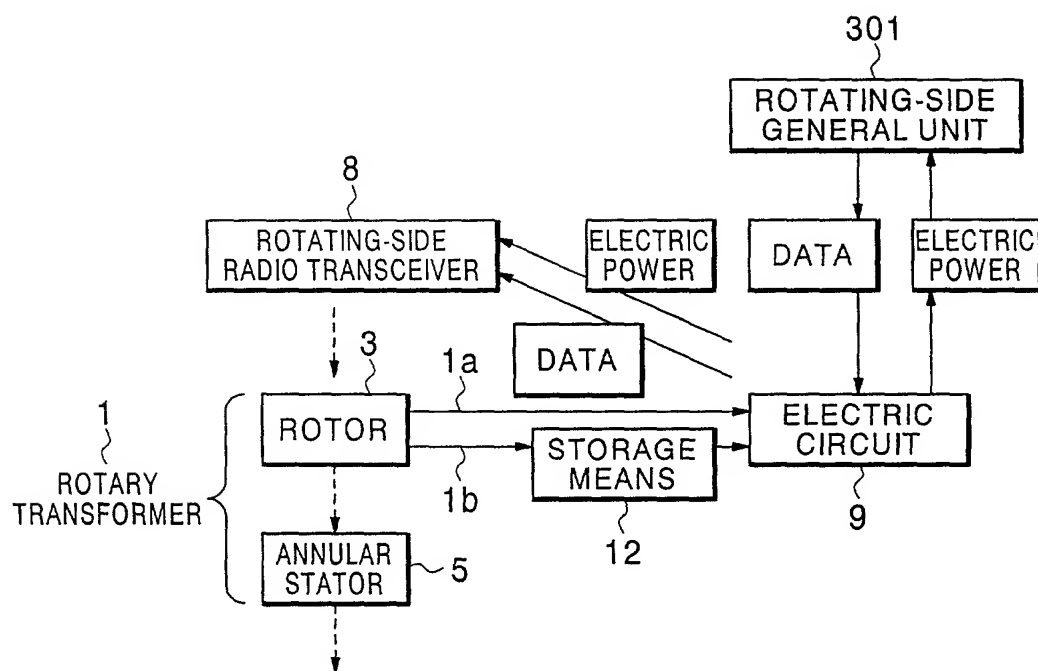 301
ROTATING-SIDE
GENERAL UNIT
8
ROTATING-SIDE
RADIO TRANSCEIVER
ELECTRIC
POWER
DATA
ELECTRIC
POWER
DATA
3
1a
ROTOR
1b
STORAGE
MEANS
12
ELECTRIC
CIRCUIT
9
1
ROTARY
TRANSFORMER
ANNULAR
STATOR
5